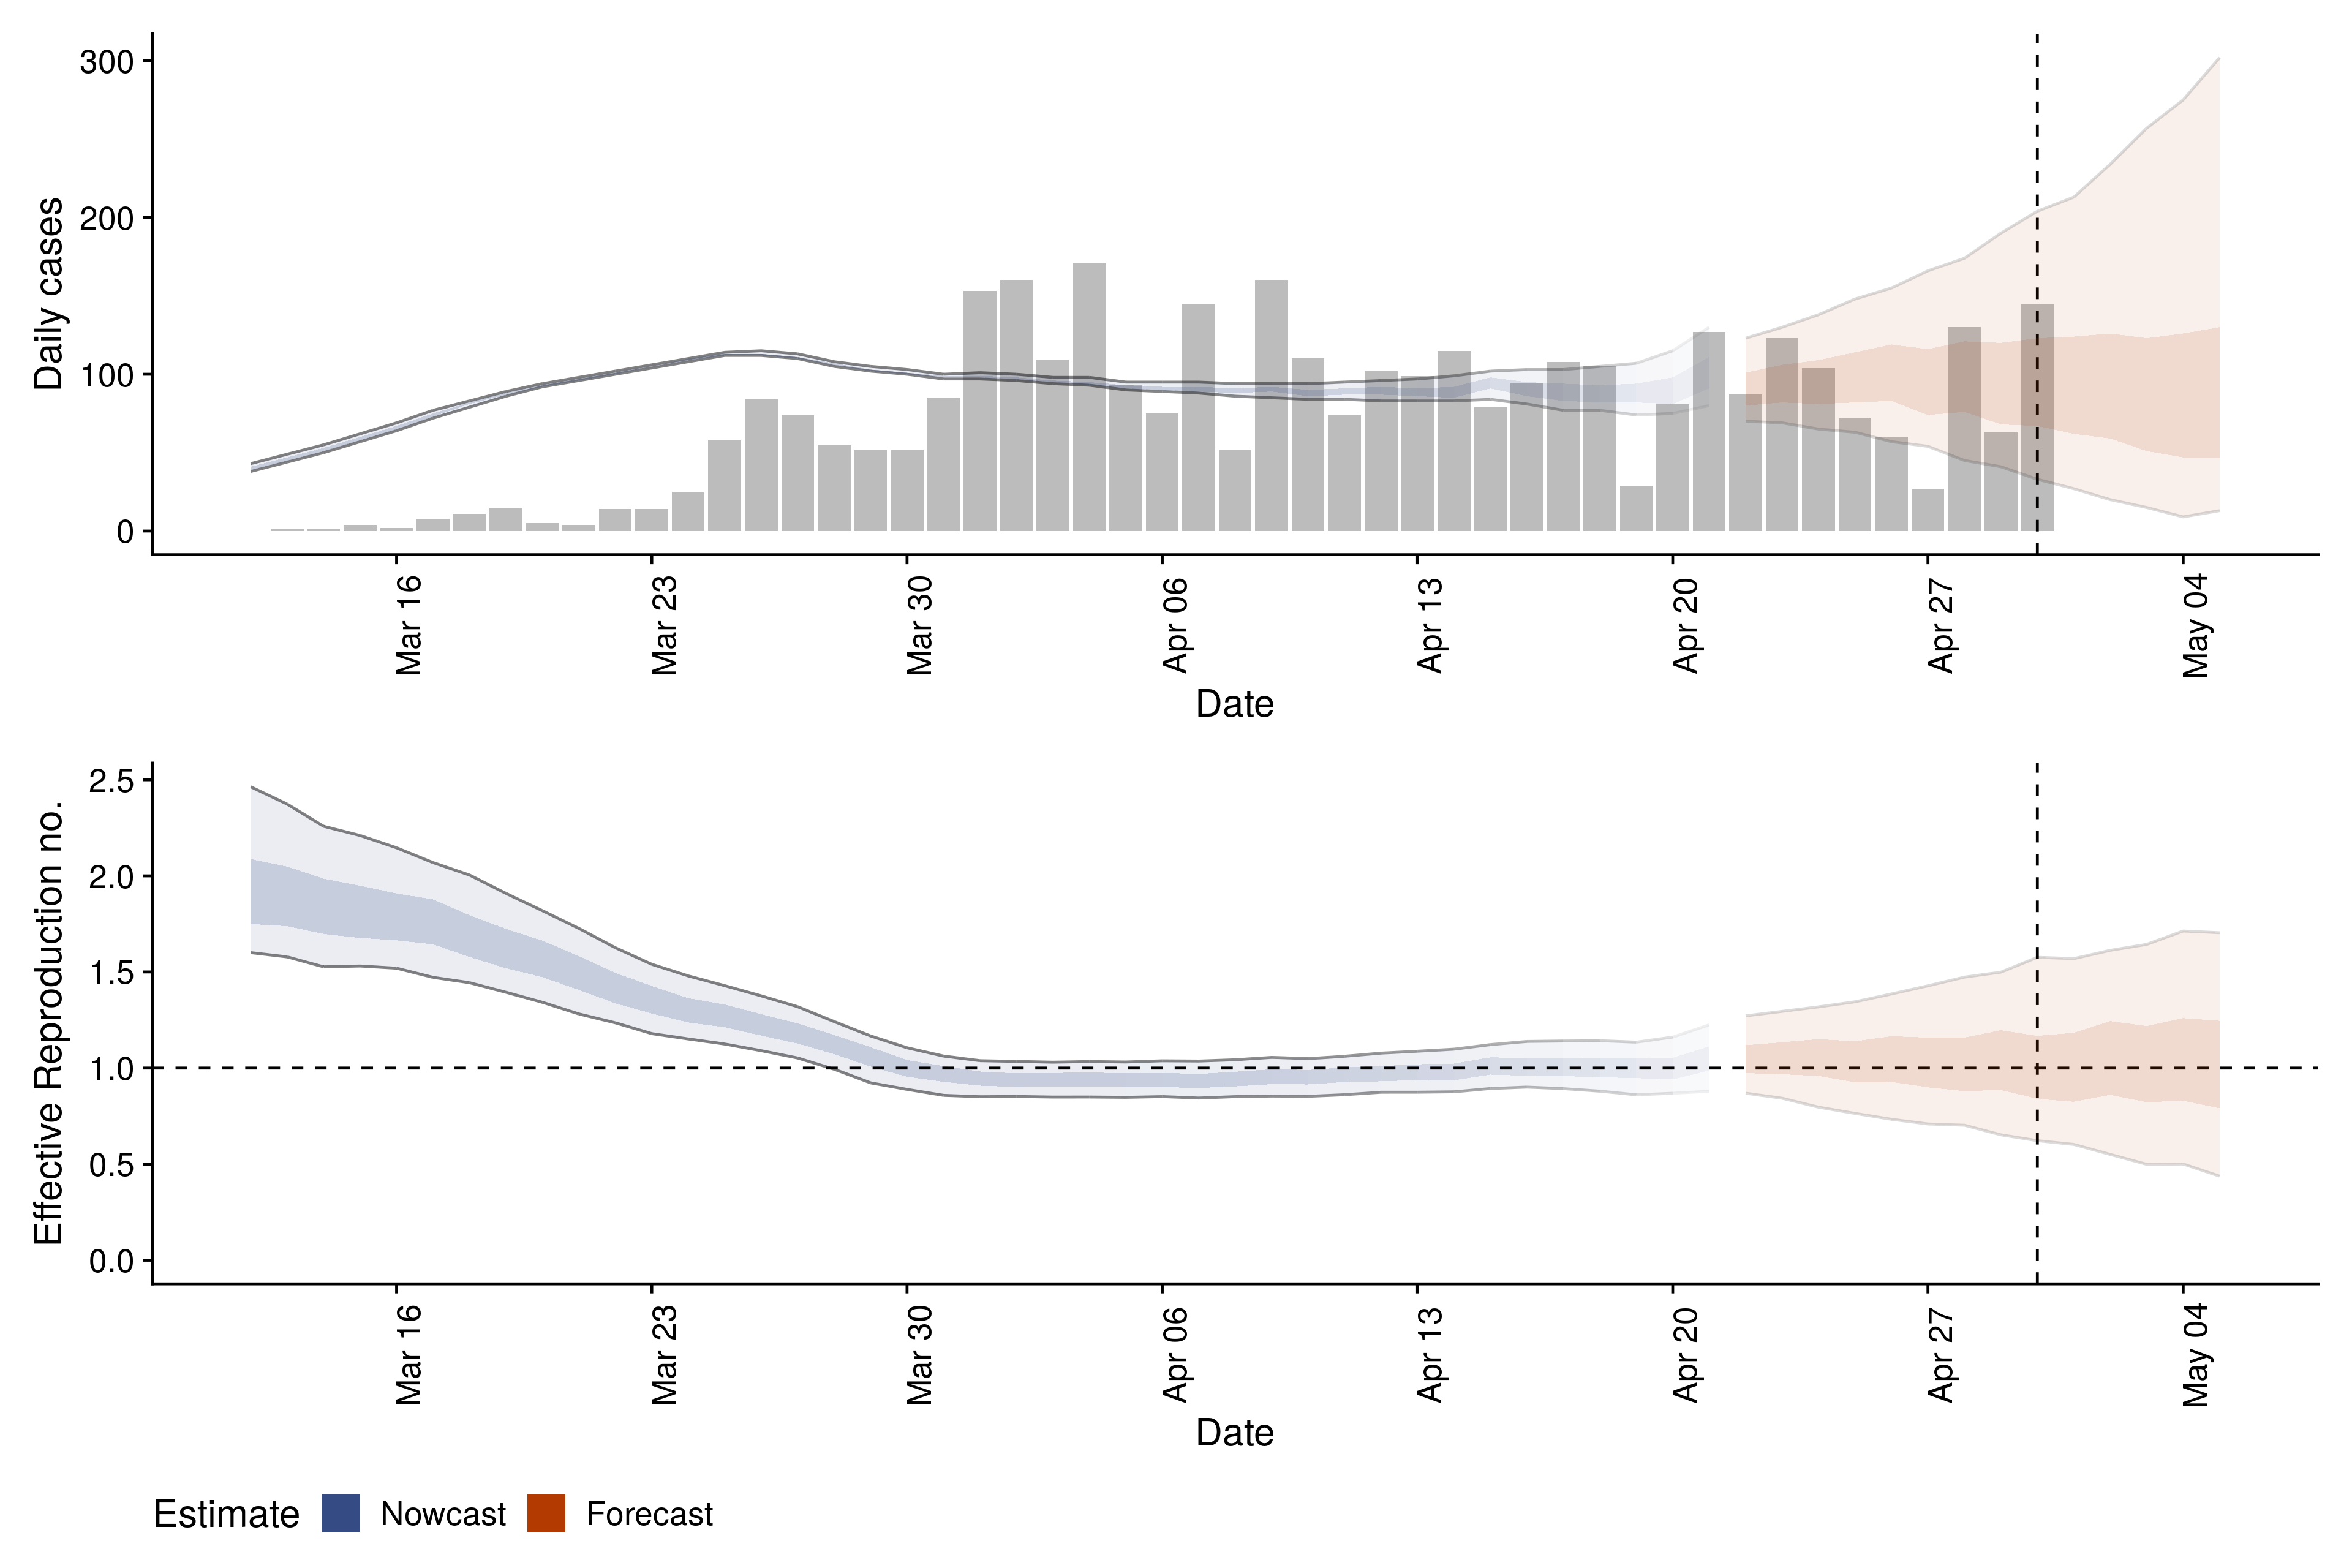 Daily cases
300
200
100
0
Mar 16
Mar 23
Mar 30
Apr 06
Apr 13
Apr 20
Apr 27
May 04
Date
Effective Reproduction no.
2.5
2.0
1.5
1.0
0.5
0.0
Mar 16
Mar 23
Mar 30
Apr 06
Apr 13
Apr 20
Apr 27
May 04
Date
Estimate Nowcast Forecast